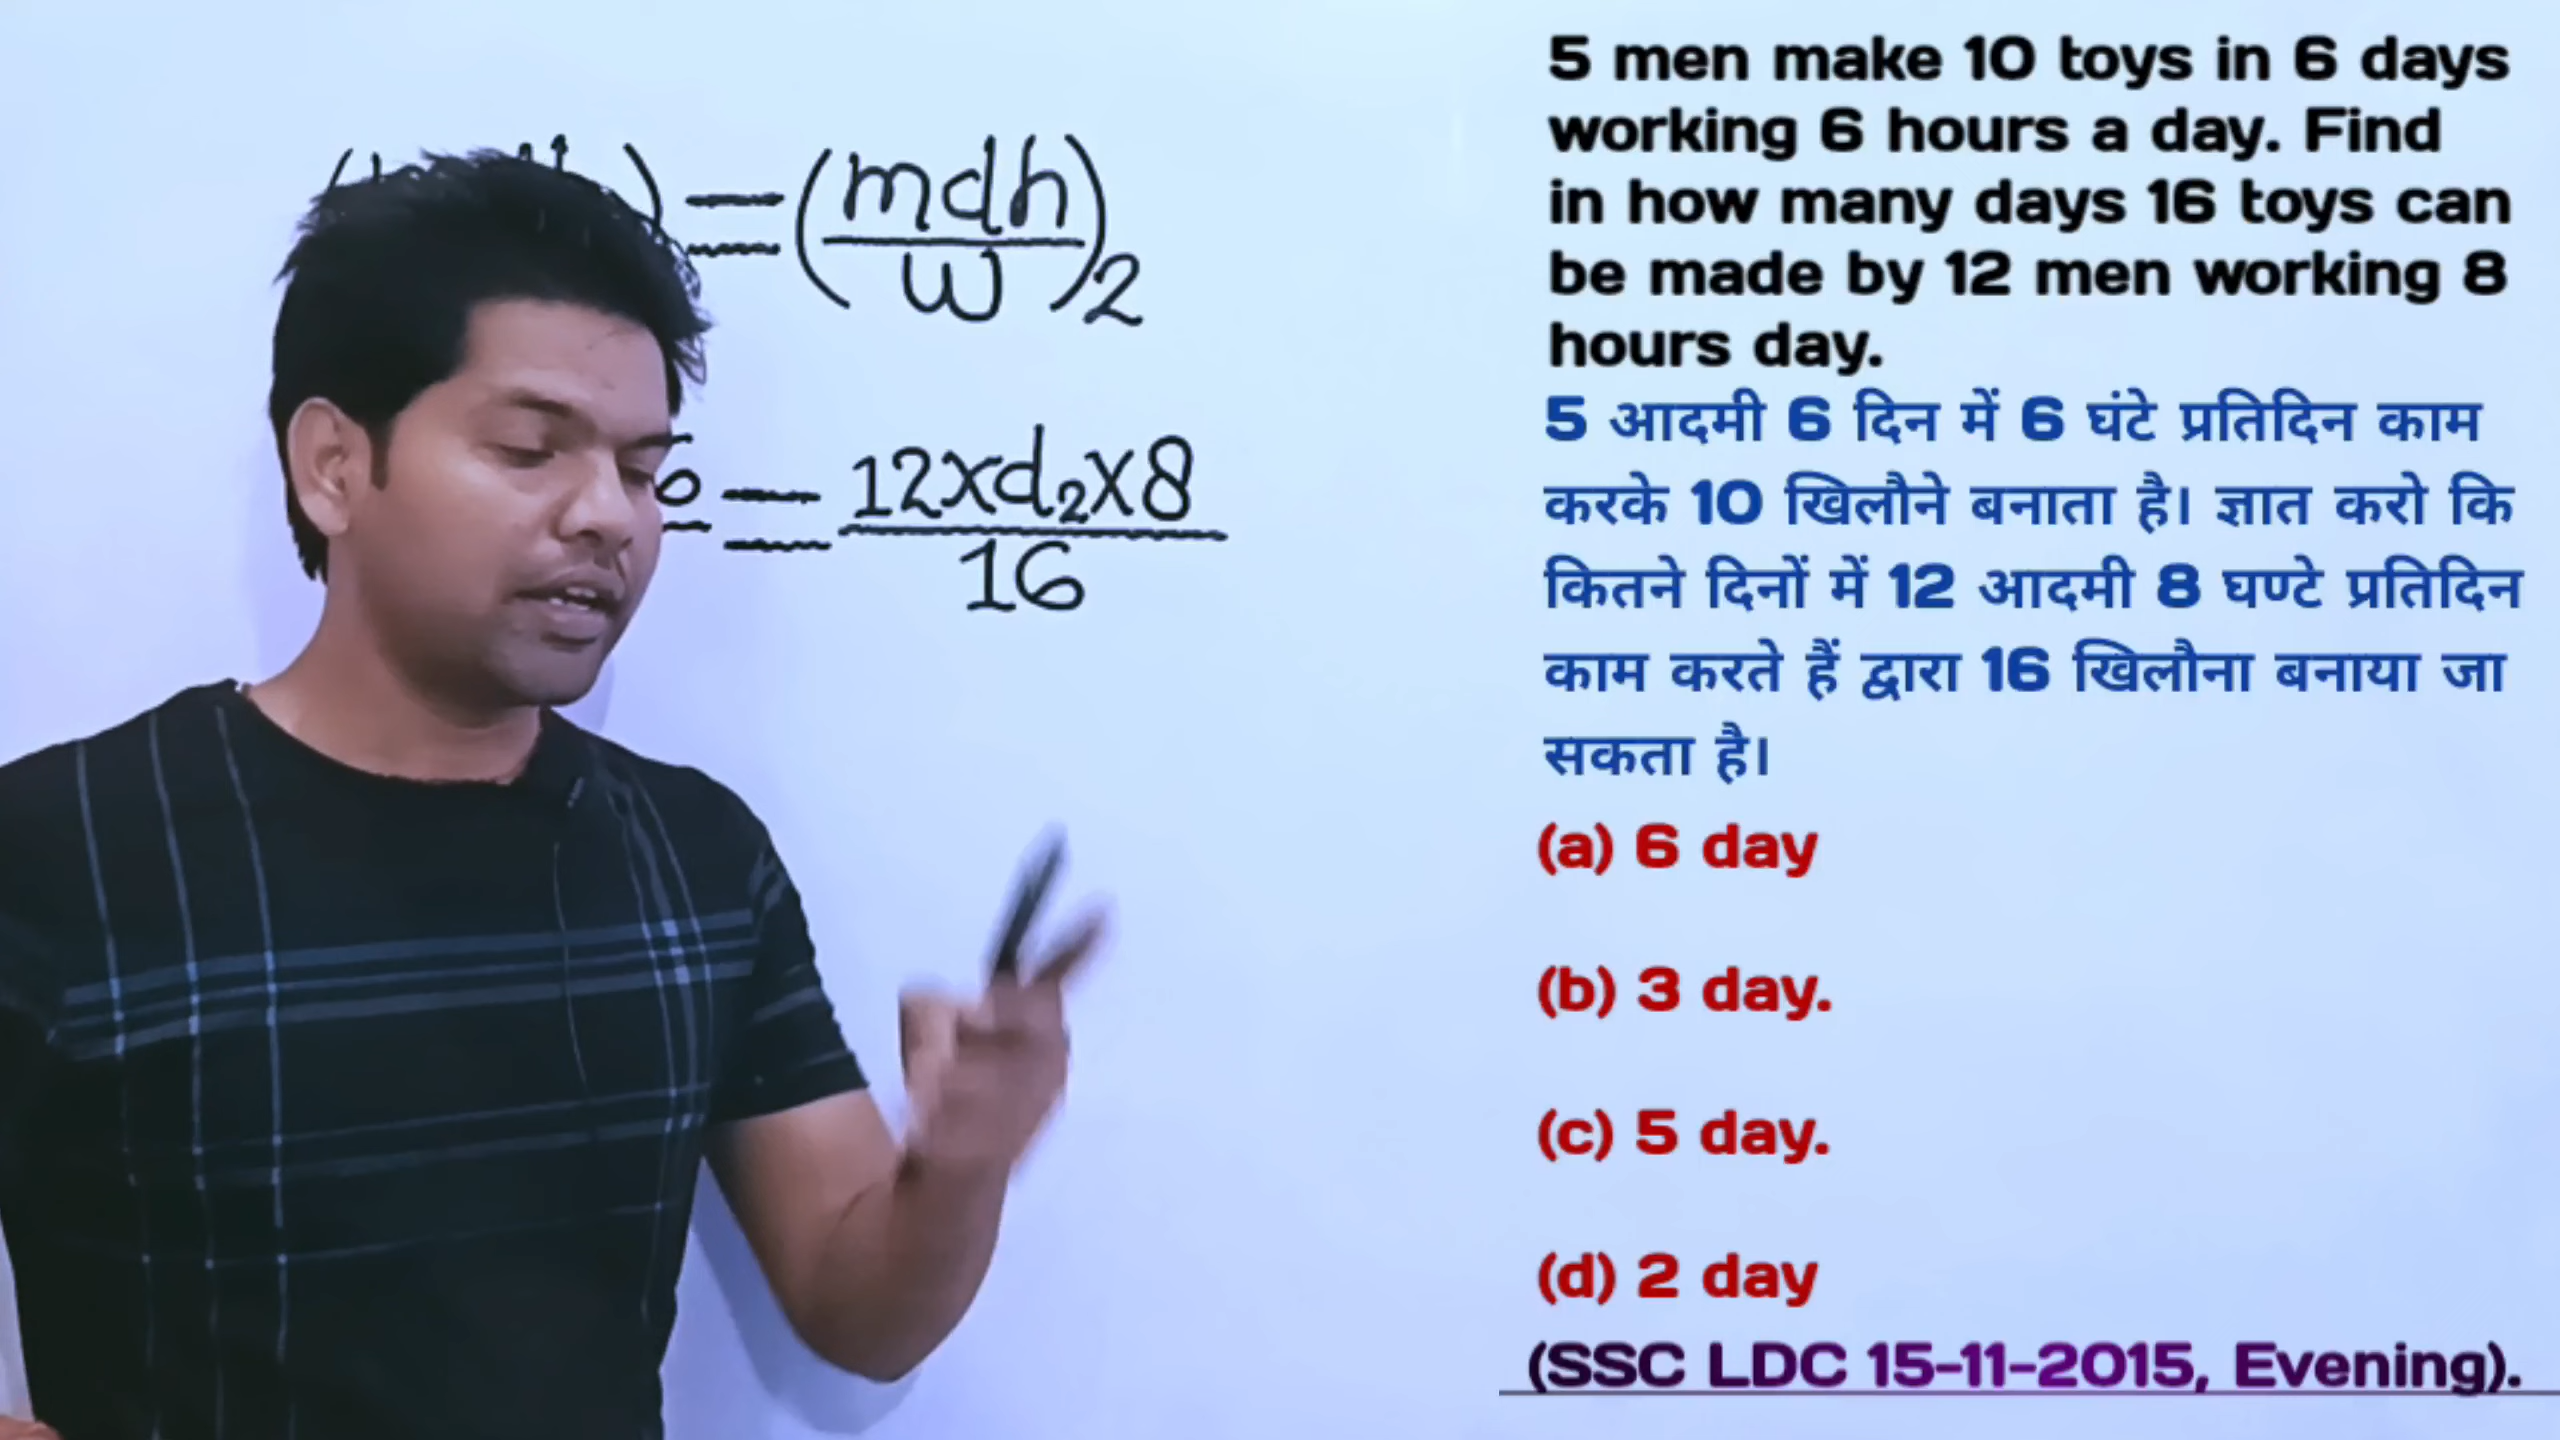 ) = (mdh/w)2
6 = 12xd2x8/16
5 men make 10 toys in 6 days
working 6 hours a day. Find
in how many days 16 toys can
be made by 12 men working 8
hours day.
5 आदमी 6 दिन में 6 घंटे प्रतिदिन काम
करके 10 खिलौने बनाता है। ज्ञात करो कि
कितने दिनों में 12 आदमी 8 घण्टे प्रतिदिन
काम करते हैं द्वारा 16 खिलौना बनाया जा
सकता है।
(a) 6 day
(b) 3 day.
(c) 5 day.
(d) 2 day
(SSC LDC 15-11-2015, Evening).